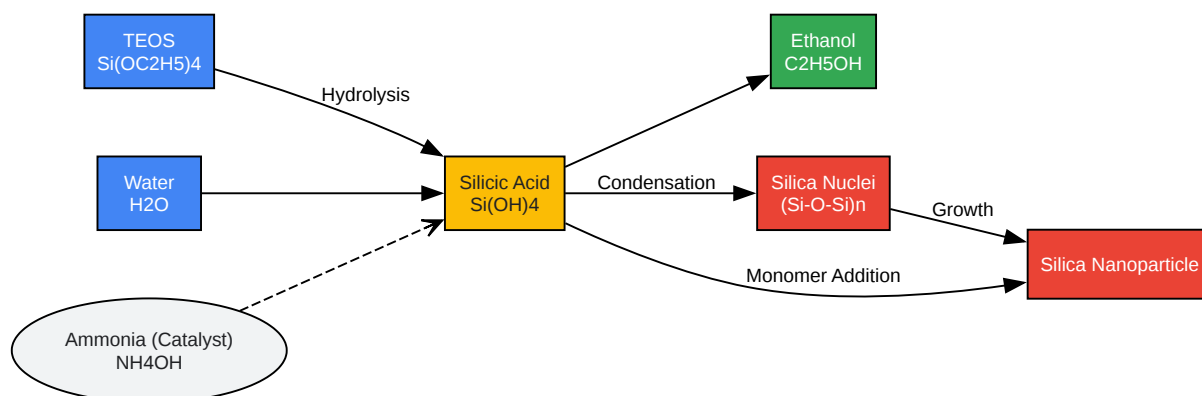 TEOS
Si(OC2H5)4
Ethanol
C2H5OH
Hydrolysis
Water
H2O
Silicic Acid
Si(OH)4
Condensation
Silica Nuclei
(Si-O-Si)n
Growth
Silica Nanoparticle
Monomer Addition
Ammonia (Catalyst)
NH4OH